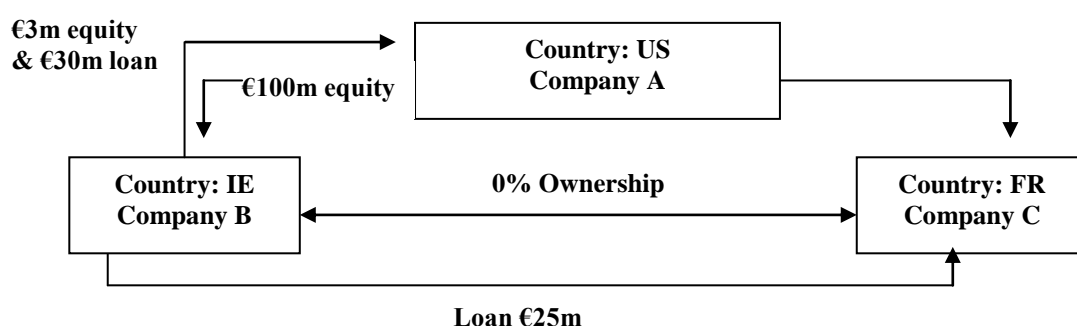 €3m equity
& €30m loan
Country: US
Company A
€100m equity
Country: IE
Company B
0% Ownership
Country: FR
Company C
Loan €25m